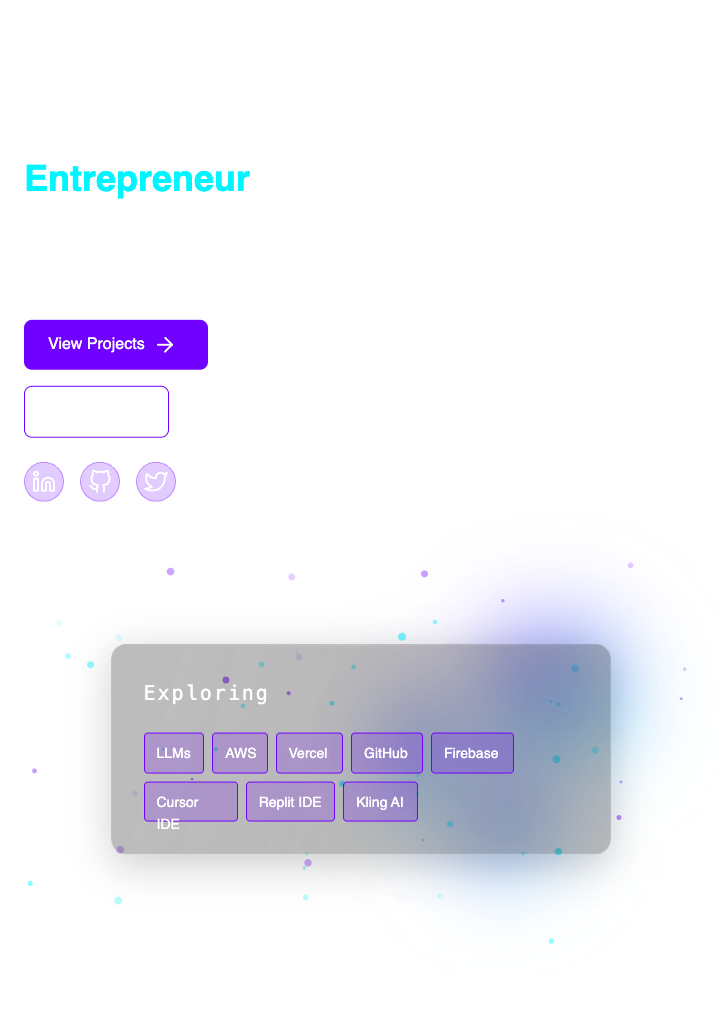 Entrepreneur
View Projects
Exploring
LLMs
AWS
Vercel
GitHub
Firebase
Cursor
IDE
Replit IDE
Kling AI